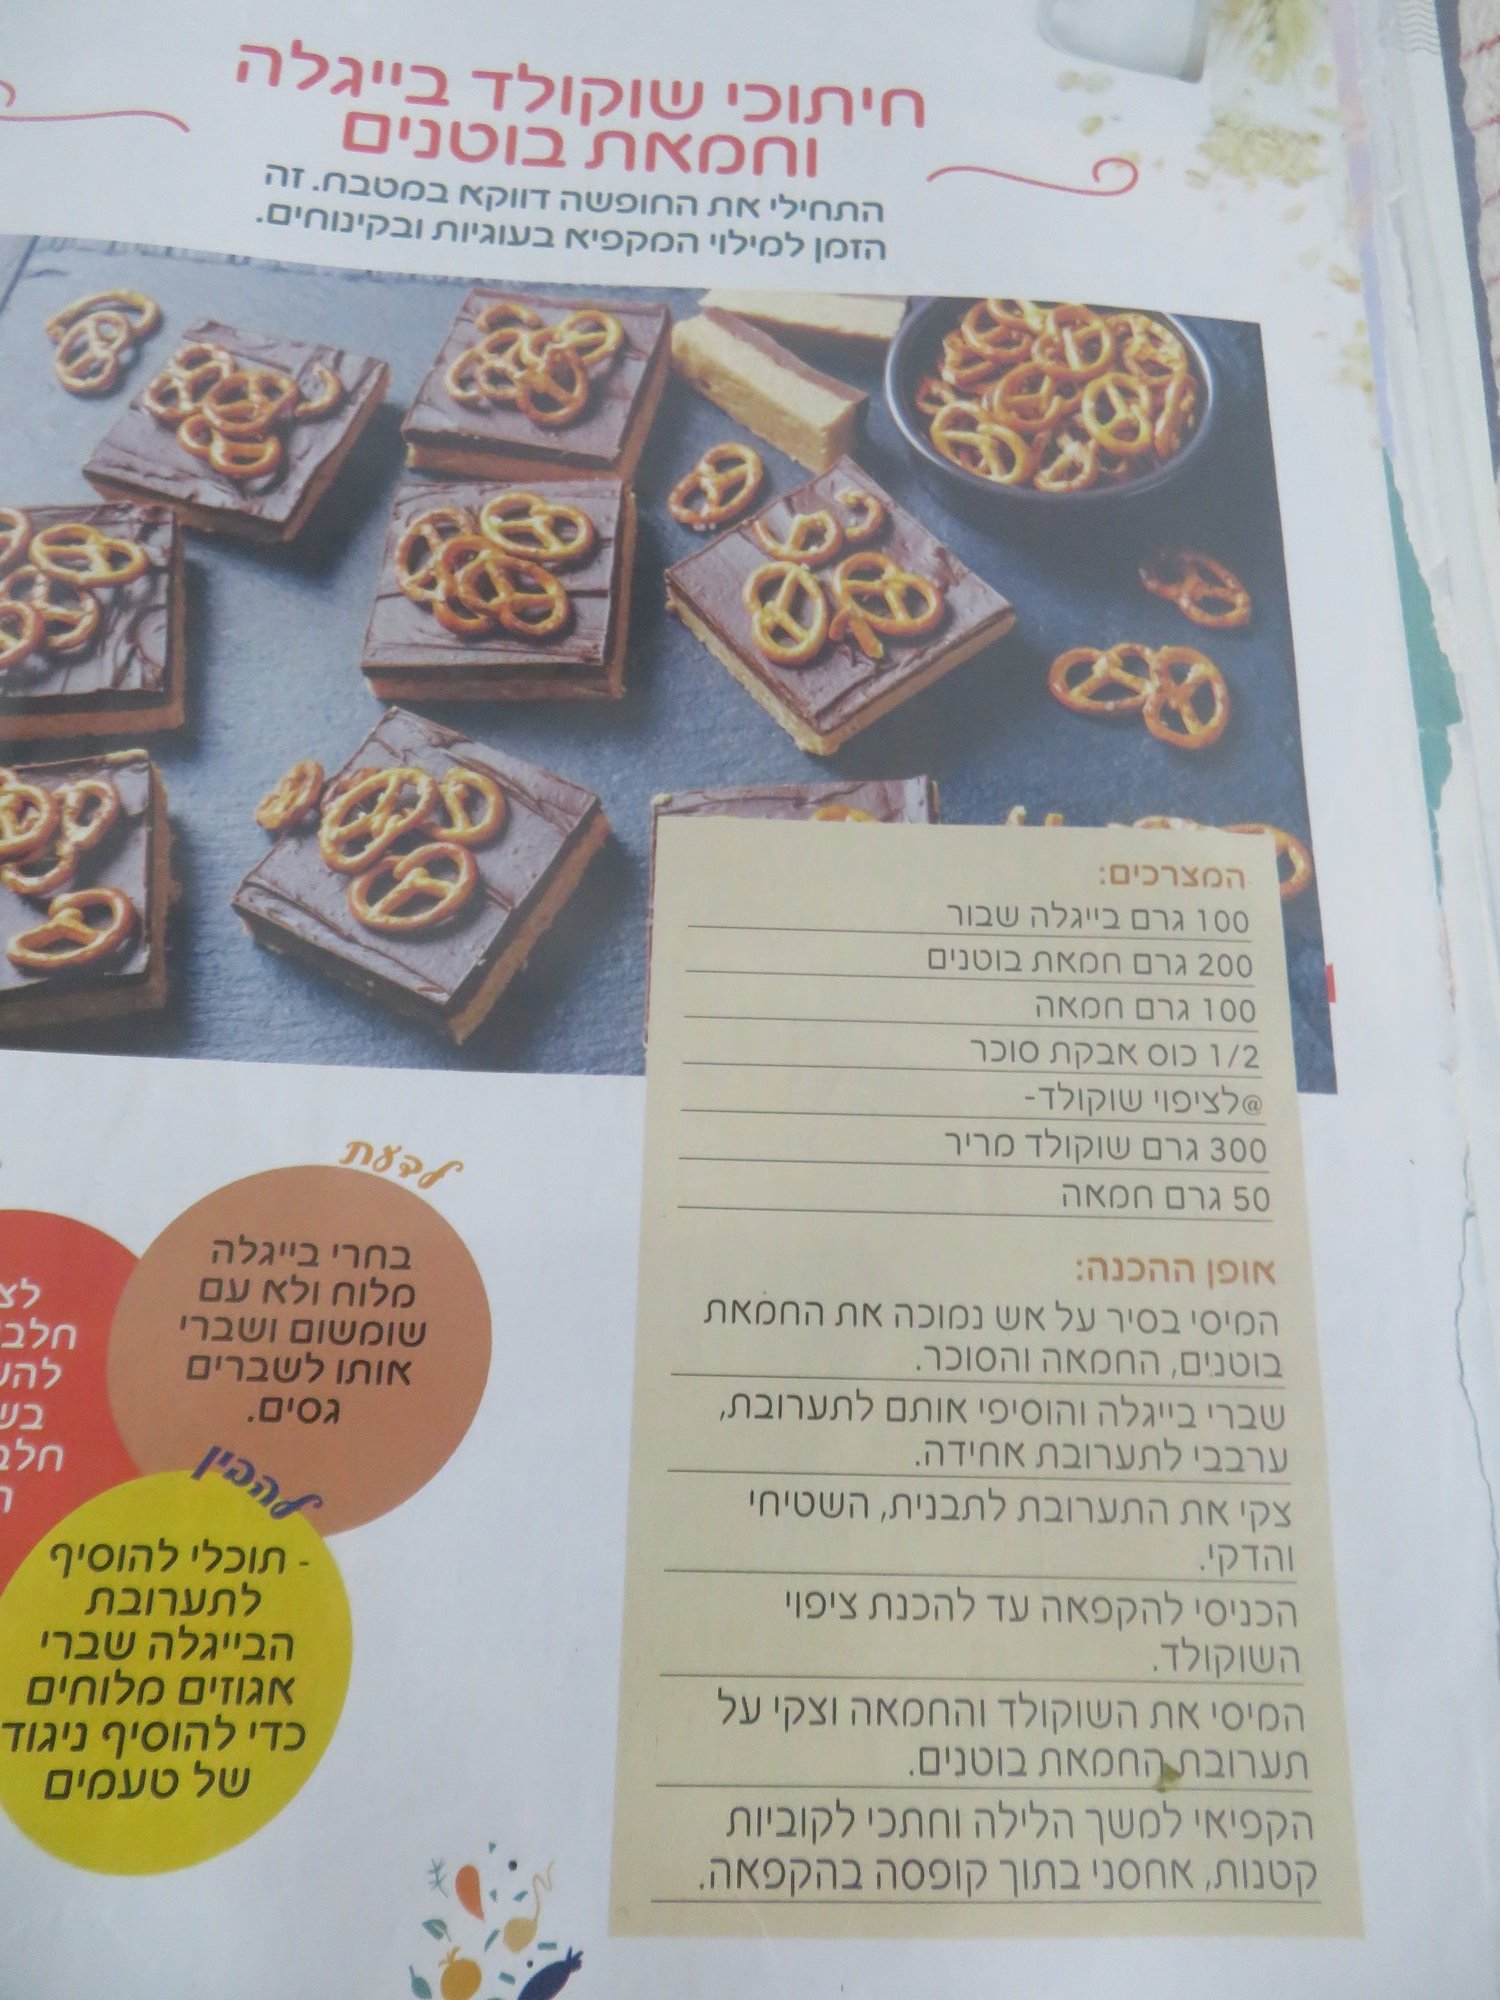 חיתוכי שוקולד בייגלה
וחמאת בוטנים
התחילי את החופשה דווקא במטבח. זה
הזמן למילוי המקפיא בעוגיות ובקינוחים.
המצרכים:
100 גרם בייגלה שבור
200 גרם חמאת בוטנים
100 גרם חמאה
1/2 כוס אבקת סוכר
@לציפוי שוקולד-
300 גרם שוקולד מריר
50 גרם חמאה
אופן ההכנה:
המיסי בסיר על אש נמוכה את החמאת
בוטנים, החמאה והסוכר.
שברי בייגלה והוסיפי אותם לתערובת,
ערבבי לתערובת אחידה.
צקי את התערובת לתבנית, השטיחי
והדקי.
הכניסי להקפאה עד להכנת ציפוי
השוקולד.
המיסי את השוקולד והחמאה וצקי על
תערובת החמאת בוטנים.
הקפיאי למשך הלילה וחתכי לקוביות
קטנות, אחסני בתוך קופסה בהקפאה.
לדעת
בחרי בייגלה
מלוח ולא עם
שומשום ושברי
אותו לשברים
גסים.
להבין
- תוכלי להוסיף
לתערובת
הבייגלה שברי
אגוזים מלוחים
כדי להוסיף ניגוד
של טעמים